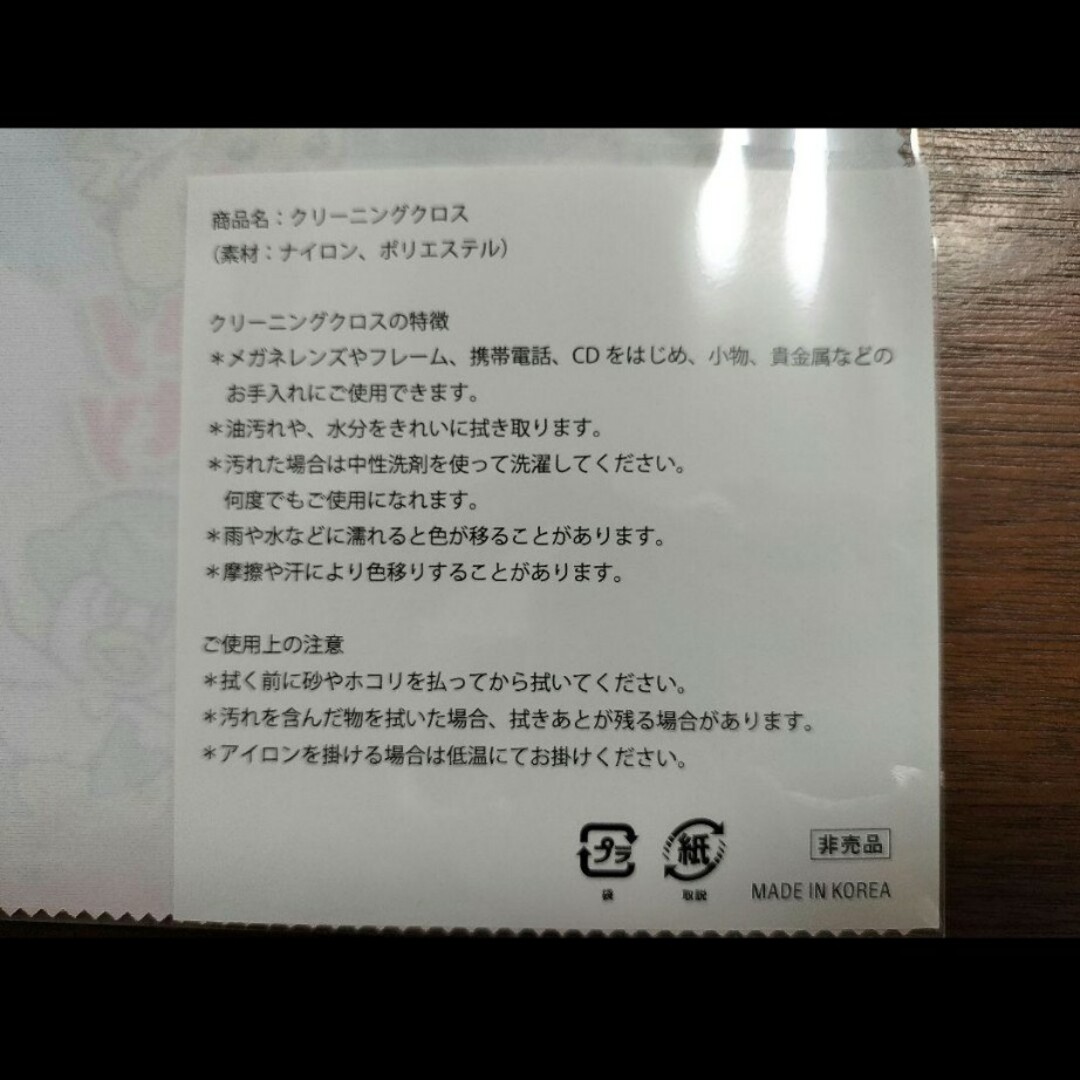 商品名：クリーニングクロス
（素材：ナイロン、ポリエステル）
クリーニングクロスの特徴
＊メガネレンズやフレーム、携帯電話、CDをはじめ、小物、貴金属などの
お手入れにご使用できます。
＊油汚れや、水分をきれいに拭き取ります。
＊汚れた場合は中性洗剤を使って洗濯してください。
何度でもご使用になれます。
＊雨や水などに濡れると色が移ることがあります。
＊摩擦や汗により色移りすることがあります。
ご使用上の注意
＊拭く前に砂やホコリを払ってから拭いてください。
＊汚れを含んだ物を拭いた場合、拭きあとが残る場合があります。
＊アイロンを掛ける場合は低温にてお掛けください。
プラ 紙 非売品
袋 取説 MADE IN KOREA